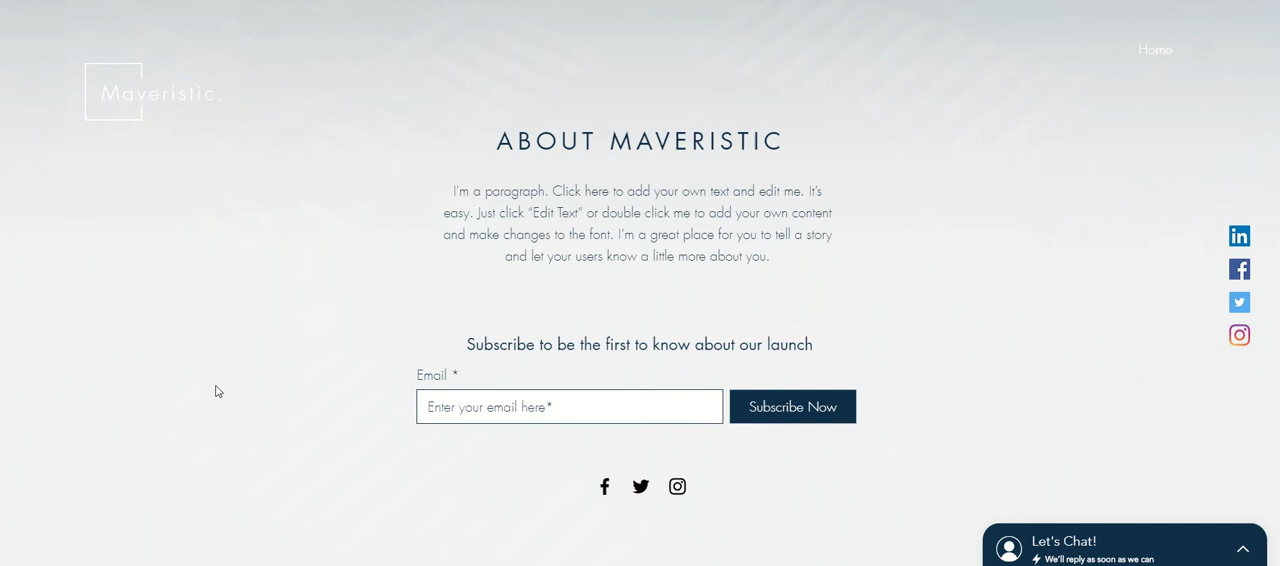 Home
Maveristic.
ABOUT MAVERISTIC
I'm a paragraph. Click here to add your own text and edit me. It's
easy. Just click “Edit Text” or double click me to add your own content
and make changes to the font. I'm a great place for you to tell a story
and let your users know a little more about you.
Subscribe to be the first to know about our launch
Email *
Enter your email here*
Subscribe Now
Let's Chat!
We'll reply as soon as we can